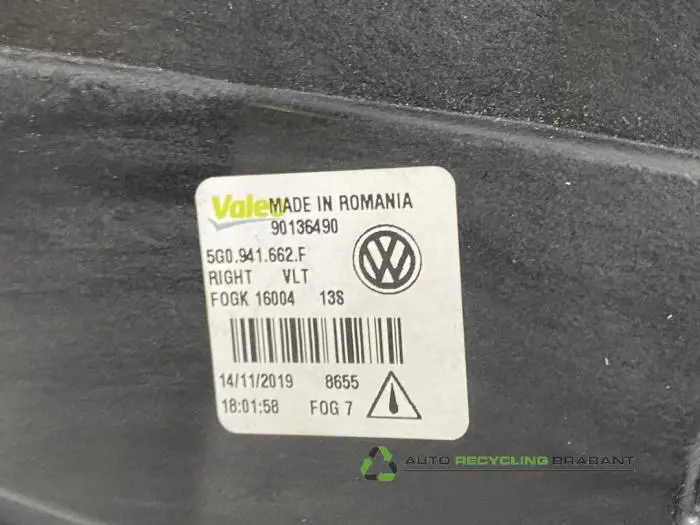 Valeo MADE IN ROMANIA
90136490
5G0.941.662.F
RIGHT VLT
FOGK 16004 13S
14/11/2019 8655
18:01:58 FOG 7
AUTO RECYCLING BRABANT